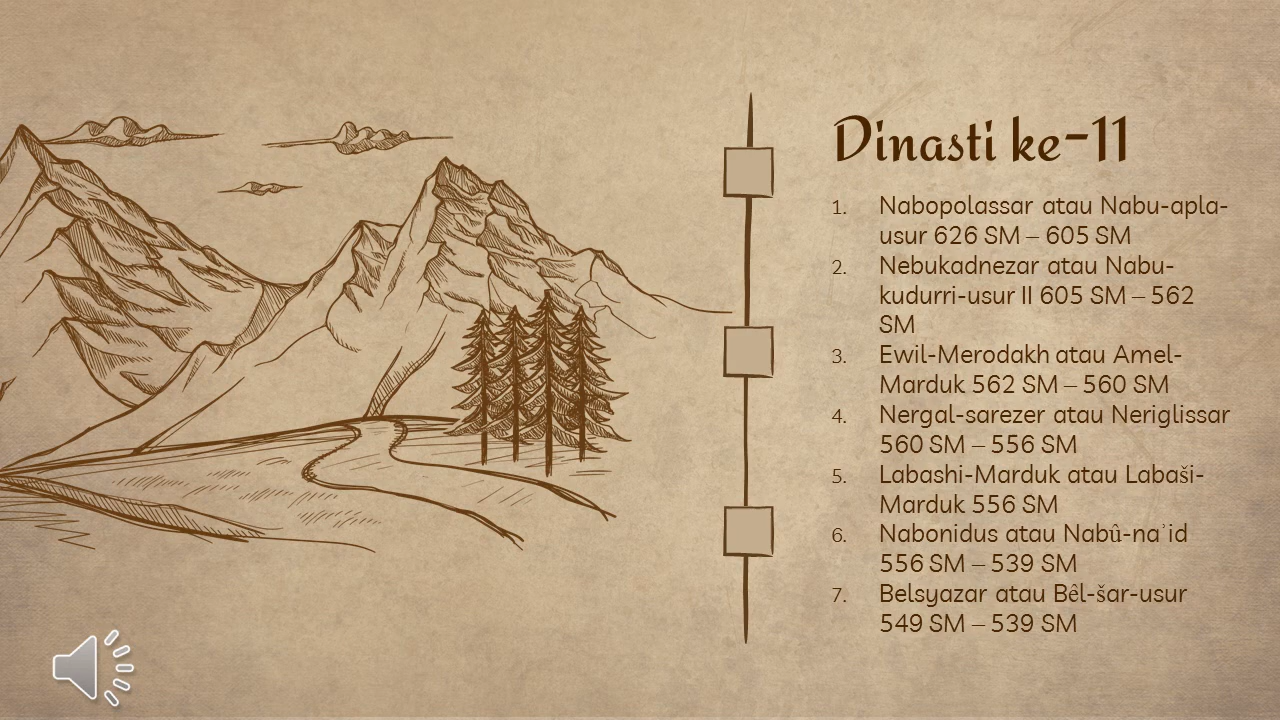 Dinasti ke-11
1. Nabopolassar atau Nabu-apla-
usur 626 SM – 605 SM
2. Nebukadnezar atau Nabu-
kudurri-usur II 605 SM – 562
SM
3. Ewil-Merodakh atau Amel-
Marduk 562 SM – 560 SM
4. Nergal-sarezer atau Neriglissar
560 SM – 556 SM
5. Labashi-Marduk atau Labaši-
Marduk 556 SM
6. Nabonidus atau Nabû-naʾid
556 SM – 539 SM
7. Belsyazar atau Bêl-šar-usur
549 SM – 539 SM